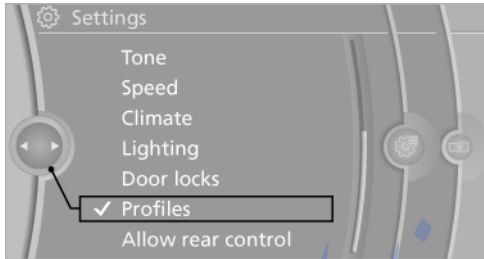 Settings
Tone
Speed
Climate
Lighting
Door locks
✓ Profiles
Allow rear control